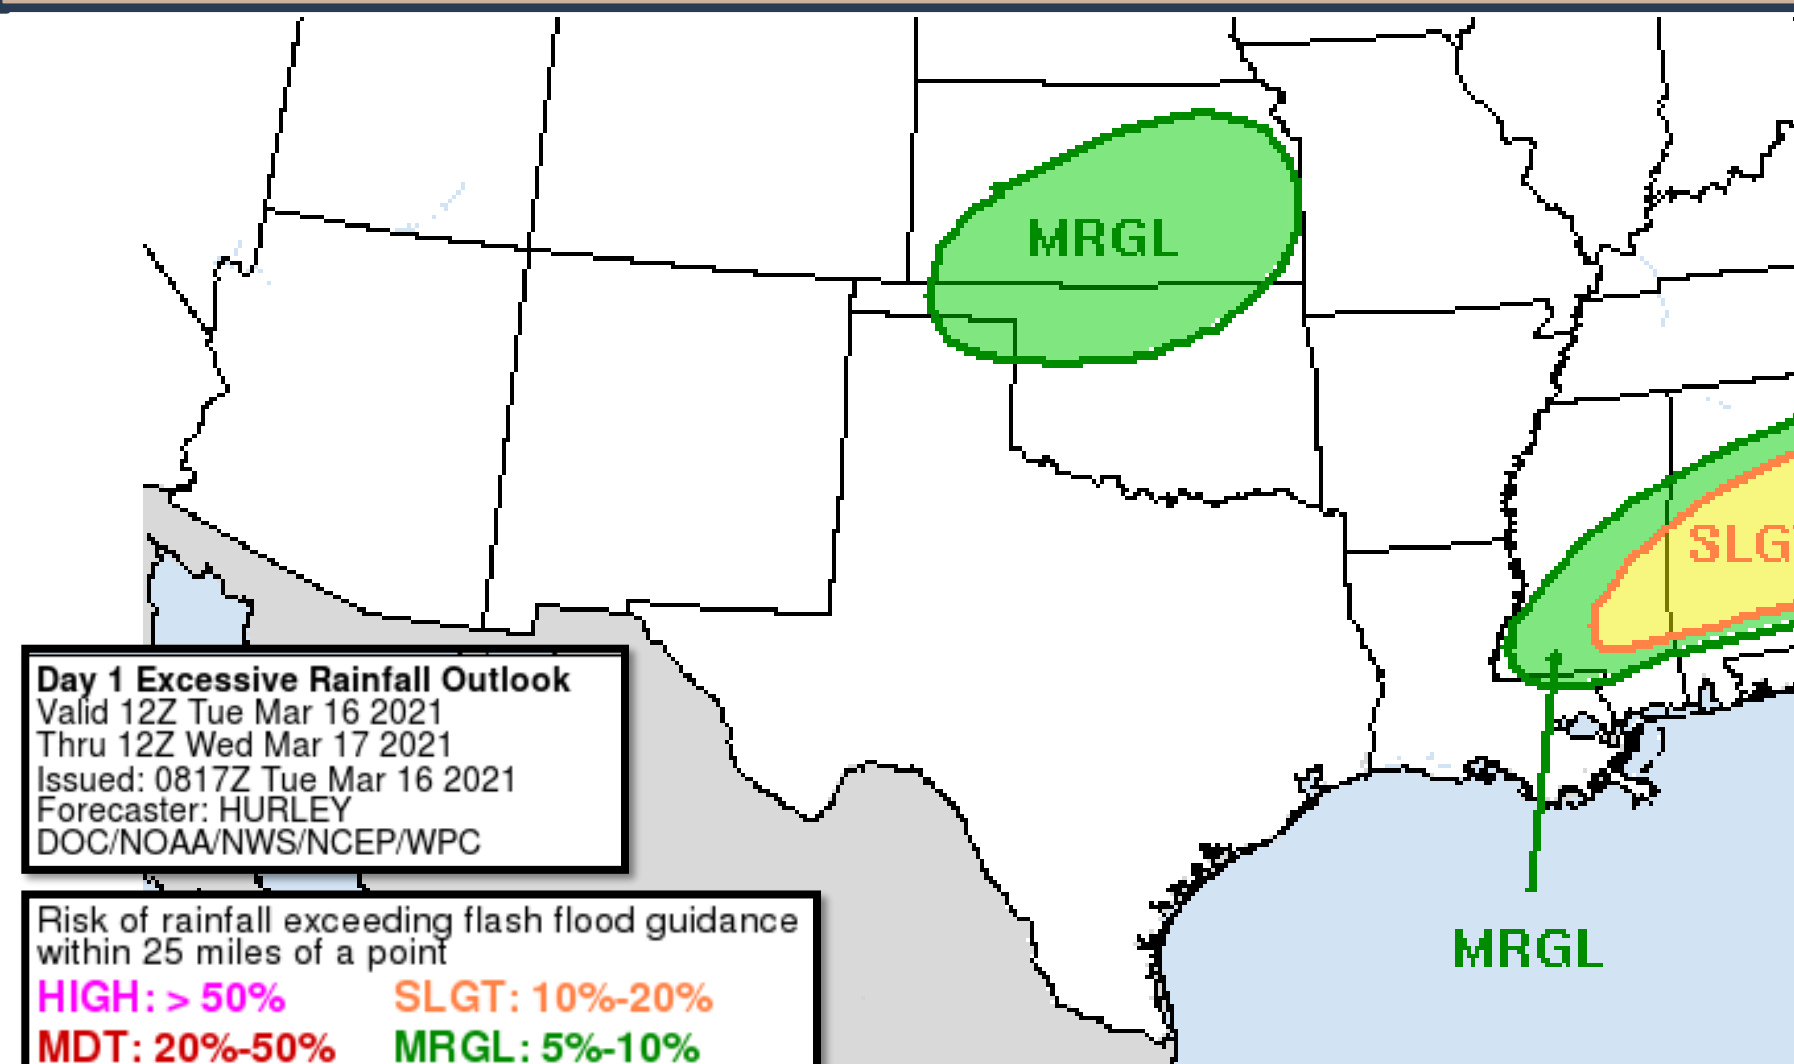 MRGL
SLG
Day 1 Excessive Rainfall Outlook
Valid 12Z Tue Mar 16 2021
Thru 12Z Wed Mar 17 2021
Issued: 0817Z Tue Mar 16 2021
Forecaster: HURLEY
DOC/NOAA/NWS/NCEP/WPC
MRGL
Risk of rainfall exceeding flash flood guidance
within 25 miles of a point
HIGH: > 50% SLGT: 10%-20%
MDT: 20%-50% MRGL: 5%-10%